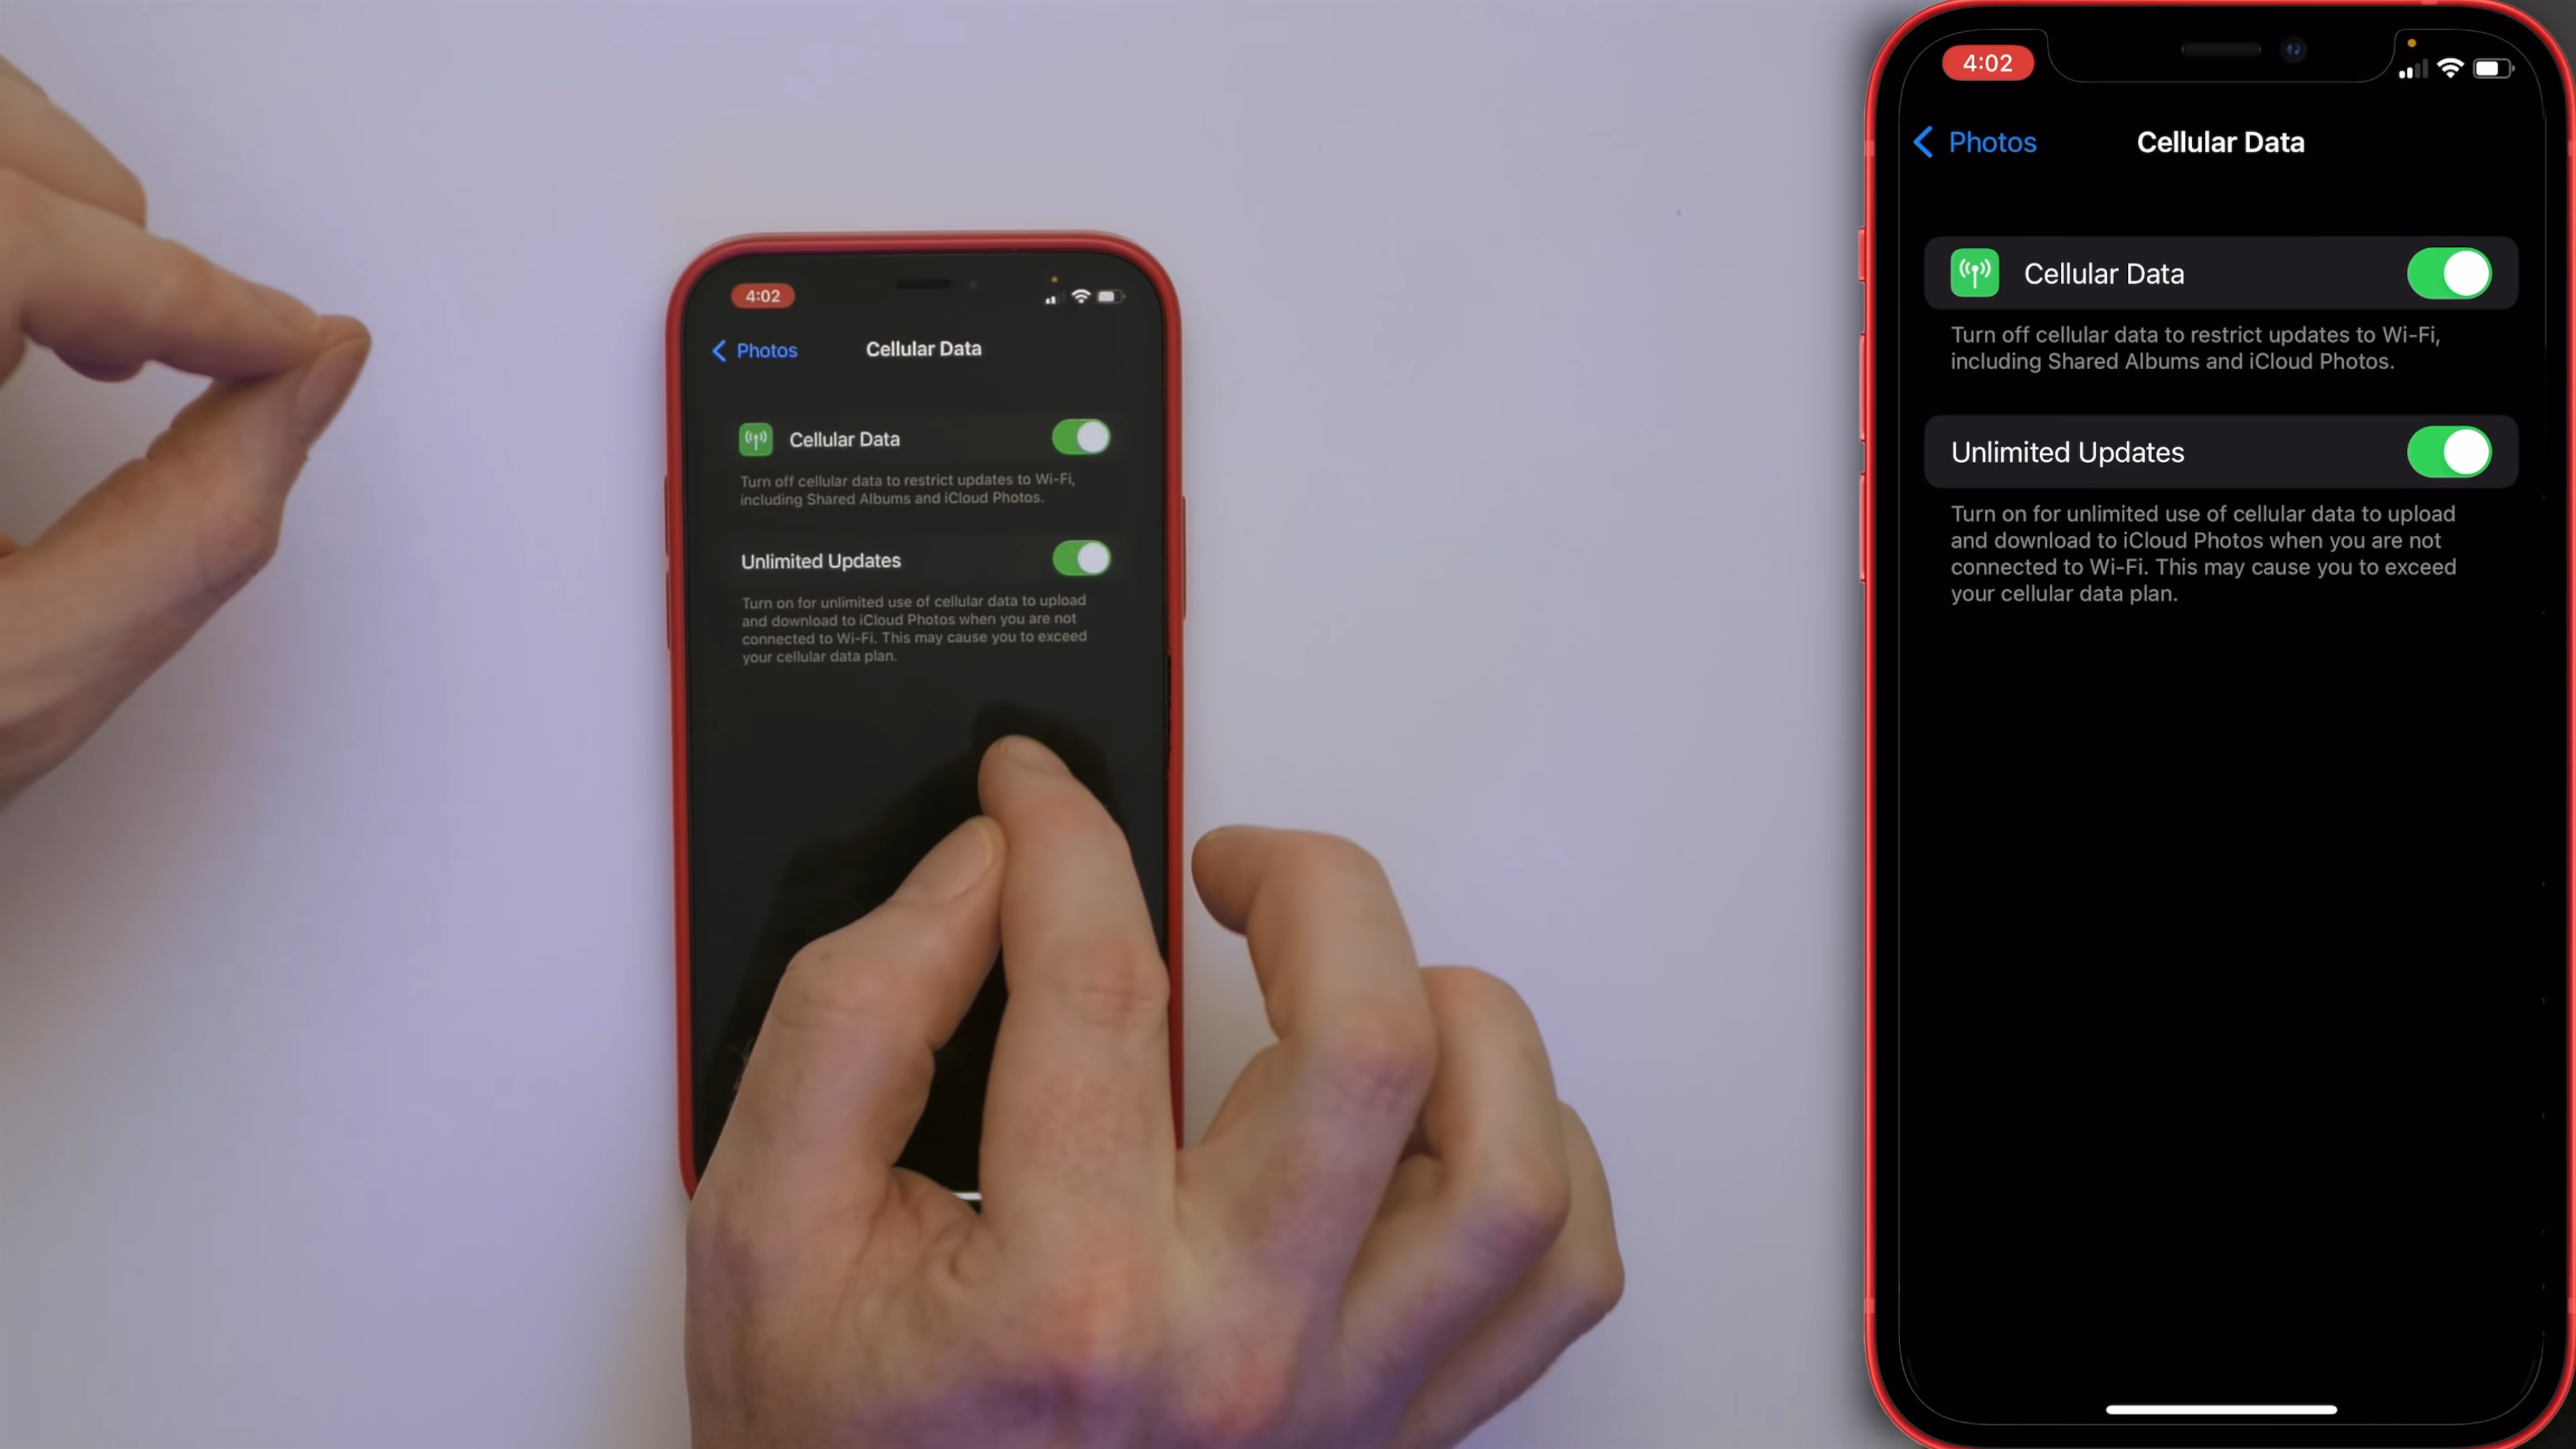 4:02
Photos
Cellular Data
Cellular Data
Turn off cellular data to restrict updates to Wi-Fi,
including Shared Albums and iCloud Photos.
Unlimited Updates
Turn on for unlimited use of cellular data to upload
and download to iCloud Photos when you are not
connected to Wi-Fi. This may cause you to exceed
your cellular data plan.
4:02
Photos
Cellular Data
Cellular Data
Turn off cellular data to restrict updates to Wi-Fi,
including Shared Albums and iCloud Photos.
Unlimited Updates
Turn on for unlimited use of cellular data to upload
and download to iCloud Photos when you are not
connected to Wi-Fi. This may cause you to exceed
your cellular data plan.